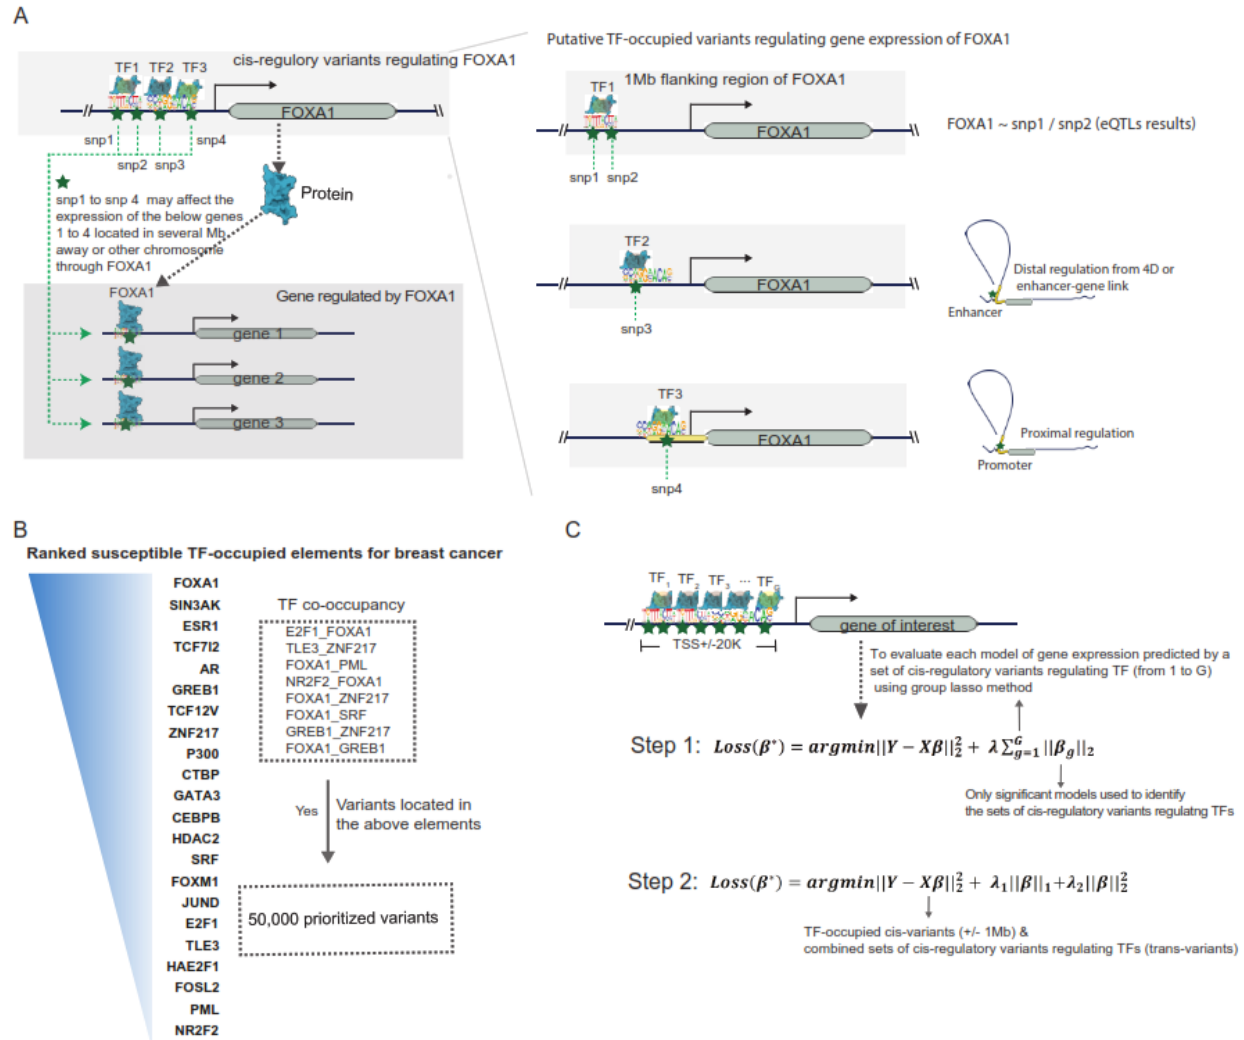 A
cis-regulory variants regulating FOXA1
TF1 TF2 TF3
FOXA1
snp1
snp2 snp3
snp4
Protein
snp1 to snp 4 may affect the
expression of the below genes
1 to 4 located in several Mb
away or other chromosome
through FOXA1
FOXA1
Gene regulated by FOXA1
gene 1
gene 2
gene 3
Putative TF-occupied variants regulating gene expression of FOXA1
1Mb flanking region of FOXA1
TF1
FOXA1
snp1 snp2
FOXA1 ~ snp1 / snp2 (eQTLs results)
TF2
FOXA1
snp3
Distal regulation from 4D or
enhancer-gene link
Enhancer
TF3
FOXA1
snp4
Proximal regulation
Promoter
B
Ranked susceptible TF-occupied elements for breast cancer
FOXA1
SIN3AK
ESR1
TCF7l2
AR
GREB1
TCF12V
ZNF217
P300
CTBP
GATA3
CEBPB
HDAC2
SRF
FOXM1
JUND
E2F1
TLE3
HAE2F1
FOSL2
PML
NR2F2
TF co-occupancy
E2F1_FOXA1
TLE3_ZNF217
FOXA1_PML
NR2F2_FOXA1
FOXA1_ZNF217
FOXA1_SRF
GREB1_ZNF217
FOXA1_GREB1
Yes
Variants located in
the above elements
50,000 prioritized variants
C
TF1 TF2 TF3 ... TFG
gene of interest
TSS+/-20K
To evaluate each model of gene expression predicted by a
set of cis-regulatory variants regulating TF (from 1 to G)
using group lasso method
Step 1: Loss(β*) = argmin||Y − Xβ||₂² + λ∑_{g=1}^{G}||β_g||₂
Only significant models used to identify
the sets of cis-regulatory variants regulatng TFs
Step 2: Loss(β*) = argmin||Y − Xβ||₂² + λ₁||β||₁+λ₂||β||₂²
TF-occupied cis-variants (+/- 1Mb) &
combined sets of cis-regulatory variants regulating TFs (trans-variants)